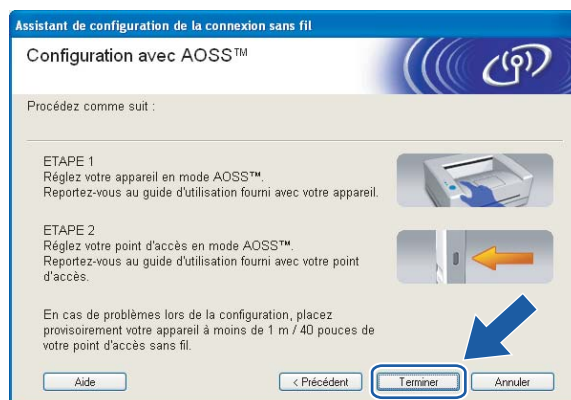 Assistant de configuration de la connexion sans fil
Configuration avec AOSS™
Procédez comme suit :
ETAPE 1
Réglez votre appareil en mode AOSS™.
Reportez-vous au guide d'utilisation fourni avec votre appareil.
ETAPE 2
Réglez votre point d'accès en mode AOSS™.
Reportez-vous au guide d'utilisation fourni avec votre point
d'accès.
En cas de problèmes lors de la configuration, placez
provisoirement votre appareil à moins de 1 m / 40 pouces de
votre point d'accès sans fil.
Aide < Précédent Terminer Annuler